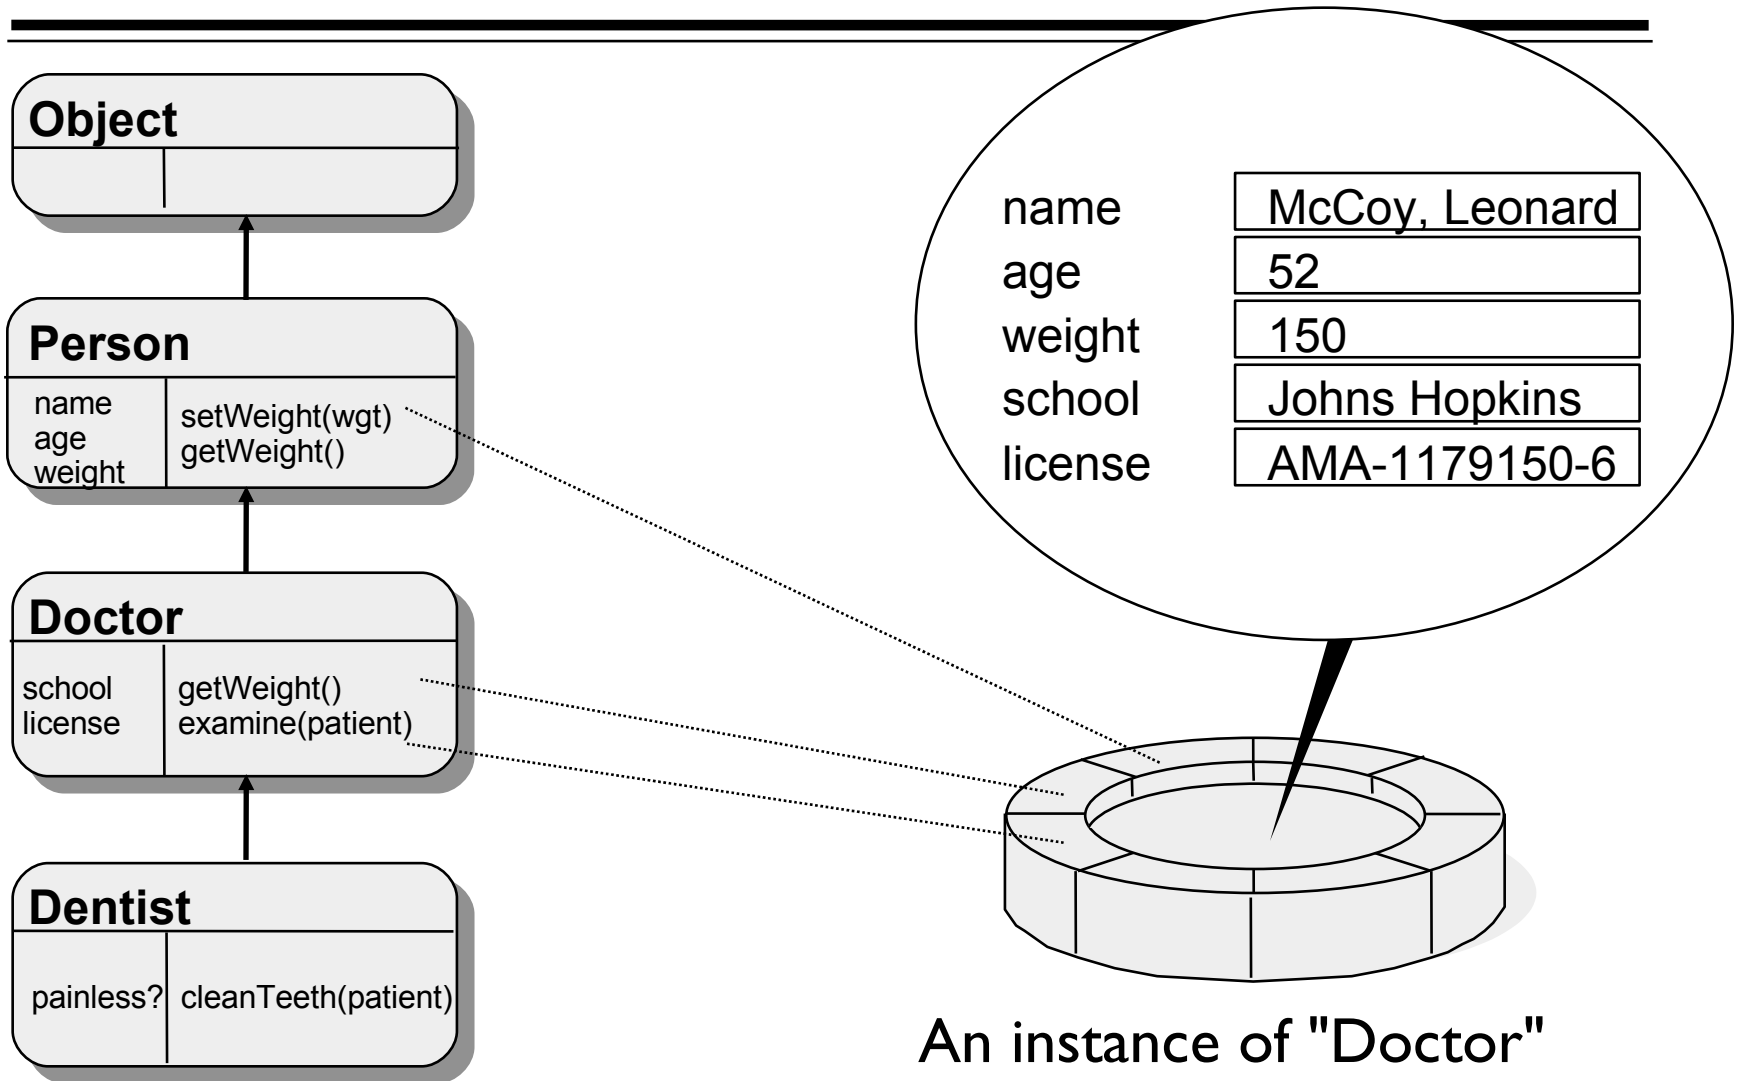 Object
Person
name
age
weight
setWeight(wgt)
getWeight()
Doctor
school
license
getWeight()
examine(patient)
Dentist
painless?
cleanTeeth(patient)
name McCoy, Leonard
age 52
weight 150
school Johns Hopkins
license AMA-1179150-6
An instance of "Doctor"